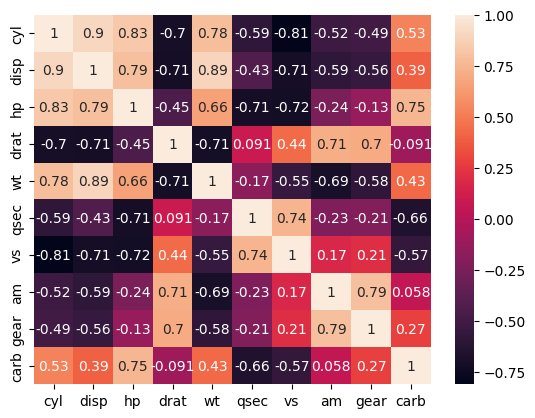 cyl 1 0.9 0.83 -0.7 0.78 -0.59 -0.81 -0.52 -0.49 0.53
disp 0.9 1 0.79 -0.71 0.89 -0.43 -0.71 -0.59 -0.56 0.39
hp 0.83 0.79 1 -0.45 0.66 -0.71 -0.72 -0.24 -0.13 0.75
drat -0.7 -0.71 -0.45 1 -0.71 0.091 0.44 0.71 0.7 -0.091
wt 0.78 0.89 0.66 -0.71 1 -0.17 -0.55 -0.69 -0.58 0.43
qsec -0.59 -0.43 -0.71 0.091 -0.17 1 0.74 -0.23 -0.21 -0.66
vs -0.81 -0.71 -0.72 0.44 -0.55 0.74 1 0.17 0.21 -0.57
am -0.52 -0.59 -0.24 0.71 -0.69 -0.23 0.17 1 0.79 0.058
gear -0.49 -0.56 -0.13 0.7 -0.58 -0.21 0.21 0.79 1 0.27
carb 0.53 0.39 0.75 -0.091 0.43 -0.66 -0.57 0.058 0.27 1
cyl disp hp drat wt qsec vs am gear carb
1.00
0.75
0.50
0.25
0.00
−0.25
−0.50
−0.75